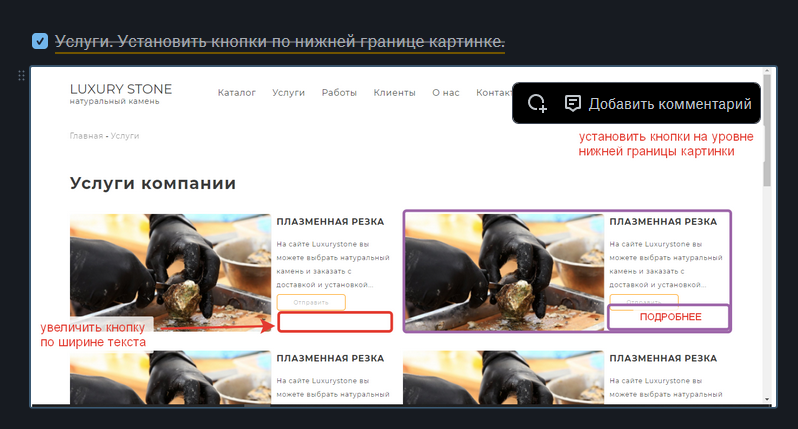 Услуги. Установить кнопки по нижней границе картинке.
LUXURY STONE
натуральный камень
Каталог Услуги Работы Клиенты О нас Контакт
Добавить комментарий
установить кнопки на уровне
нижней границы картинки
Главная - Услуги
Услуги компании
ПЛАЗМЕННАЯ РЕЗКА
На сайте Luxurystone вы
можете выбрать натуральный
камень и заказать с
доставкой и установкой...
Отправить
ПЛАЗМЕННАЯ РЕЗКА
На сайте Luxurystone вы
можете выбрать натуральный
камень и заказать с
доставкой и установкой...
Отправить
ПОДРОБНЕЕ
увеличить кнопку
по ширине текста
ПЛАЗМЕННАЯ РЕЗКА
На сайте Luxurystone вы
можете выбрать натуральный
ПЛАЗМЕННАЯ РЕЗКА
На сайте Luxurystone вы
можете выбрать натуральный